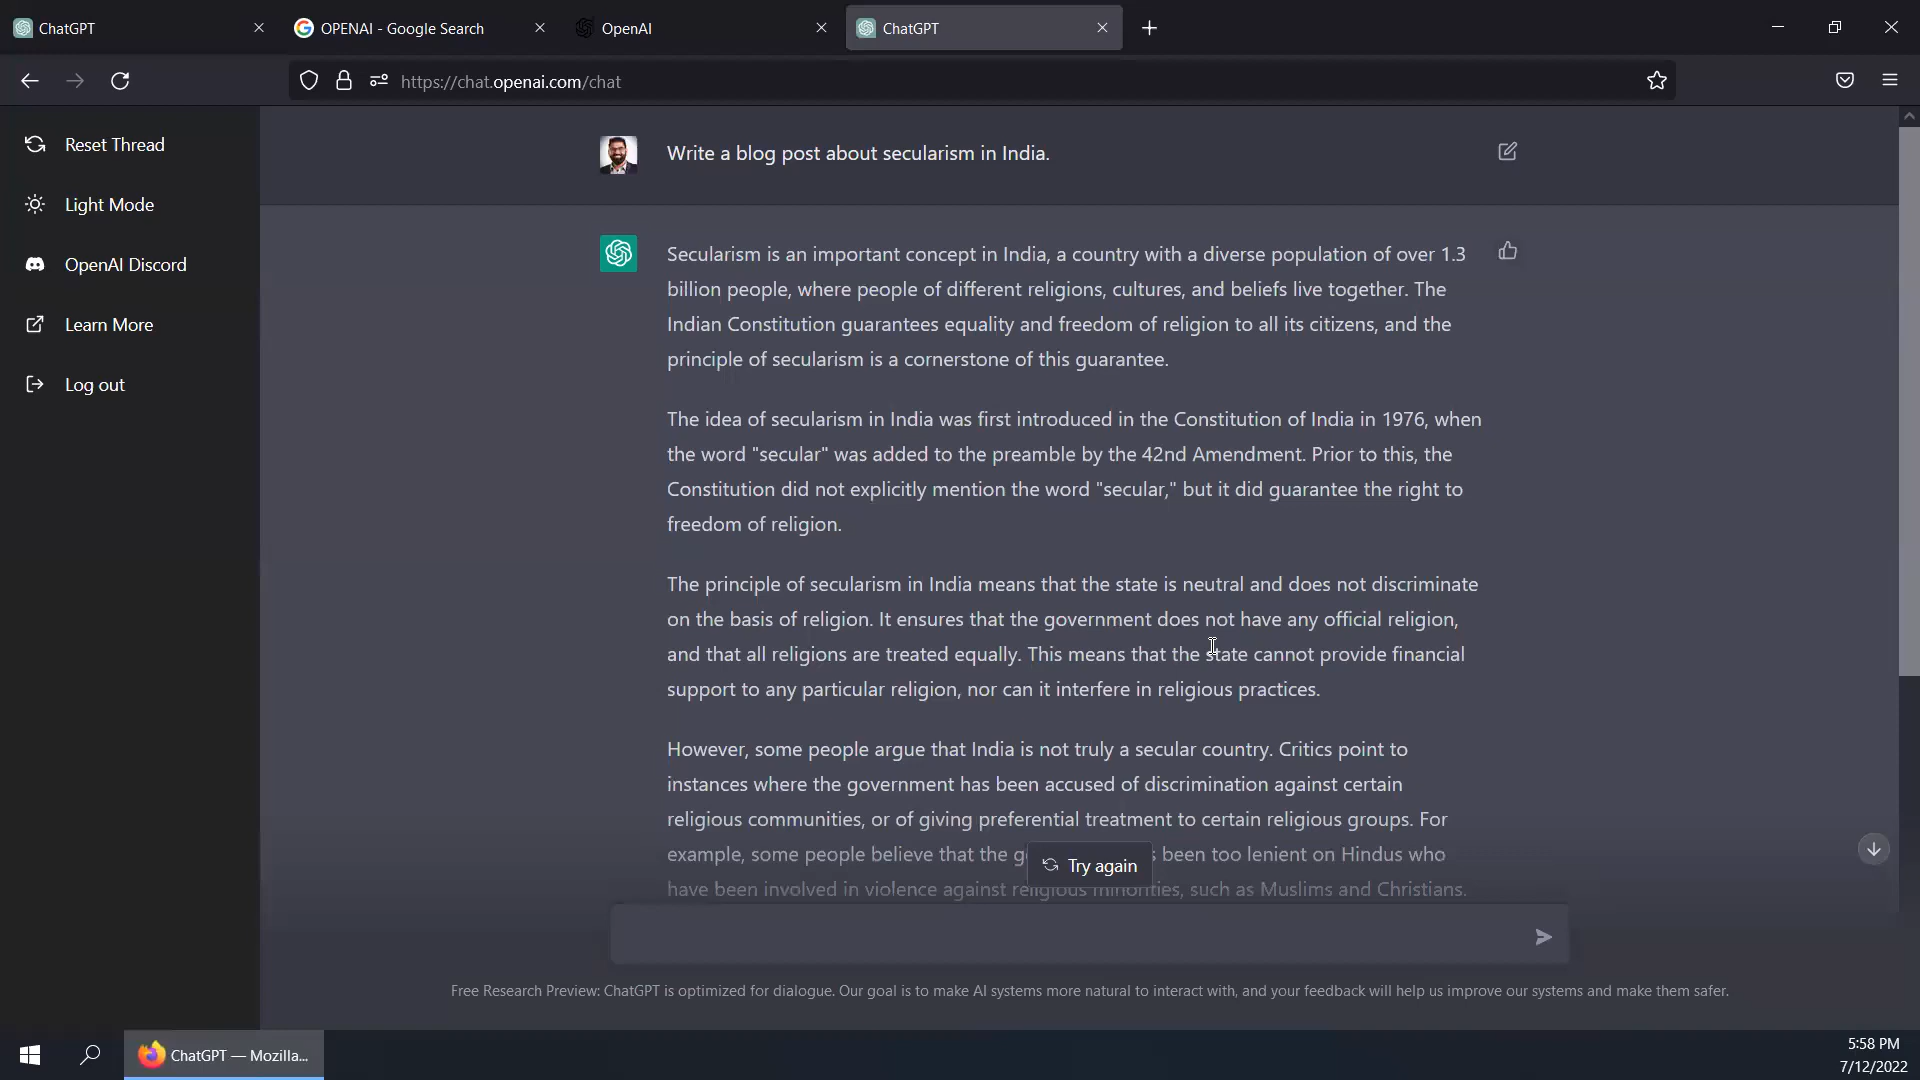 ChatGPT
OPENAI - Google Search
OpenAI
ChatGPT
https://chat.openai.com/chat
Reset Thread
Light Mode
OpenAI Discord
Learn More
Log out
Write a blog post about secularism in India.
Secularism is an important concept in India, a country with a diverse population of over 1.3
billion people, where people of different religions, cultures, and beliefs live together. The
Indian Constitution guarantees equality and freedom of religion to all its citizens, and the
principle of secularism is a cornerstone of this guarantee.
The idea of secularism in India was first introduced in the Constitution of India in 1976, when
the word "secular" was added to the preamble by the 42nd Amendment. Prior to this, the
Constitution did not explicitly mention the word "secular," but it did guarantee the right to
freedom of religion.
The principle of secularism in India means that the state is neutral and does not discriminate
on the basis of religion. It ensures that the government does not have any official religion,
and that all religions are treated equally. This means that the state cannot provide financial
support to any particular religion, nor can it interfere in religious practices.
However, some people argue that India is not truly a secular country. Critics point to
instances where the government has been accused of discrimination against certain
religious communities, or of giving preferential treatment to certain religious groups. For
example, some people believe that the been too lenient on Hindus who
Try again
have been involved in violence against religious minorities, such as Muslims and Christians.
Free Research Preview: ChatGPT is optimized for dialogue. Our goal is to make AI systems more natural to interact with, and your feedback will help us improve our systems and make them safer.
ChatGPT — Mozilla...
5:58 PM
7/12/2022